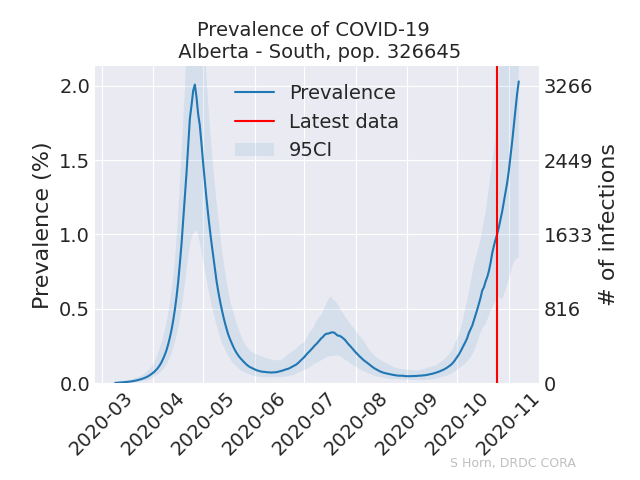 Prevalence of COVID-19
Alberta - South, pop. 326645
Prevalence (%)
2.0
1.5
1.0
0.5
0.0
Prevalence
Latest data
95CI
3266
2449
1633
816
0
# of infections
2020-03
2020-04
2020-05
2020-06
2020-07
2020-08
2020-09
2020-10
2020-11
S Horn, DRDC CORA